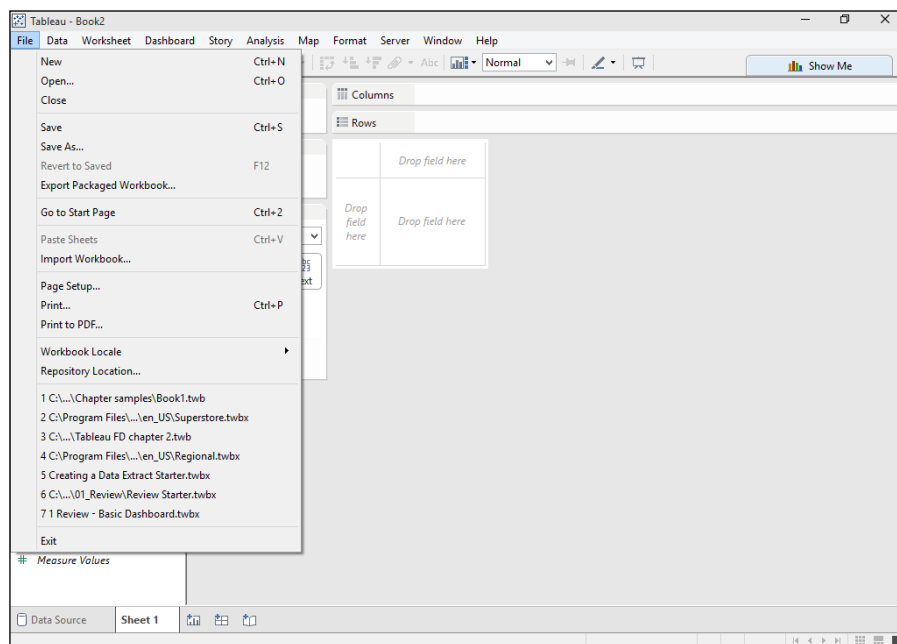 Tableau - Book2
File Data Worksheet Dashboard Story Analysis Map Format Server Window Help
Abc Normal Show Me
New Ctrl+N
Open... Ctrl+O
Close
Save Ctrl+S
Save As...
Revert to Saved F12
Export Packaged Workbook...
Go to Start Page Ctrl+2
Paste Sheets Ctrl+V
Import Workbook...
Page Setup...
Print... Ctrl+P
Print to PDF...
Workbook Locale
Repository Location...
1 C:\...\Chapter samples\Book1.twb
2 C:\Program Files\...\en_US\Superstore.twbx
3 C:\...\Tableau FD chapter 2.twb
4 C:\Program Files\...\en_US\Regional.twbx
5 Creating a Data Extract Starter.twbx
6 C:\...\01_Review\Review Starter.twbx
7 1 Review - Basic Dashboard.twbx
Exit
Columns
Rows
Drop field here
Drop
field
here
Drop field here
# Measure Values
Data Source Sheet 1